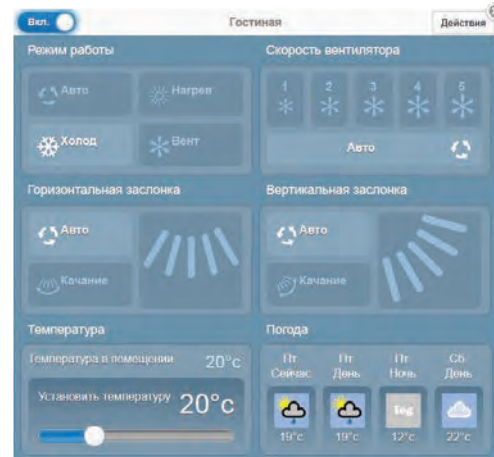 Вкл.
Гостиная
Действия
Режим работы
Авто
Нагрев
Холод
Вент
Скорость вентилятора
1 2 3 4 5
Авто
Горизонтальная заслонка
Авто
Качание
Вертикальная заслонка
Авто
Качание
Температура
Температура в помещении 20°c
Установить температуру 20°c
Погода
Пт Пт Пт Сб
Сейчас День Ночь День
fog
19°c 19°c 12°c 22°c